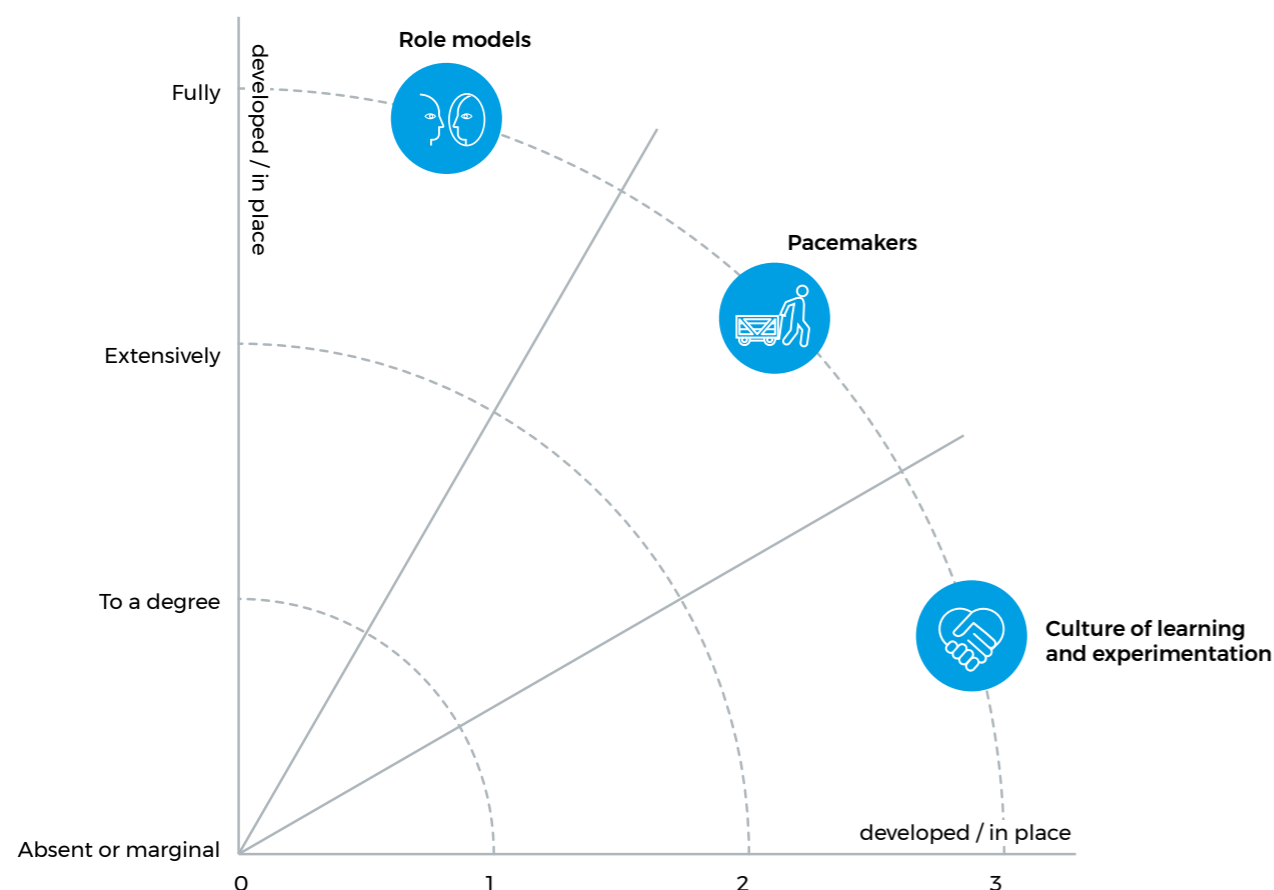 Role models
Fully
developed / in place
Pacemakers
Extensively
To a degree
Culture of learning
and experimentation
developed / in place
Absent or marginal
0
1
2
3